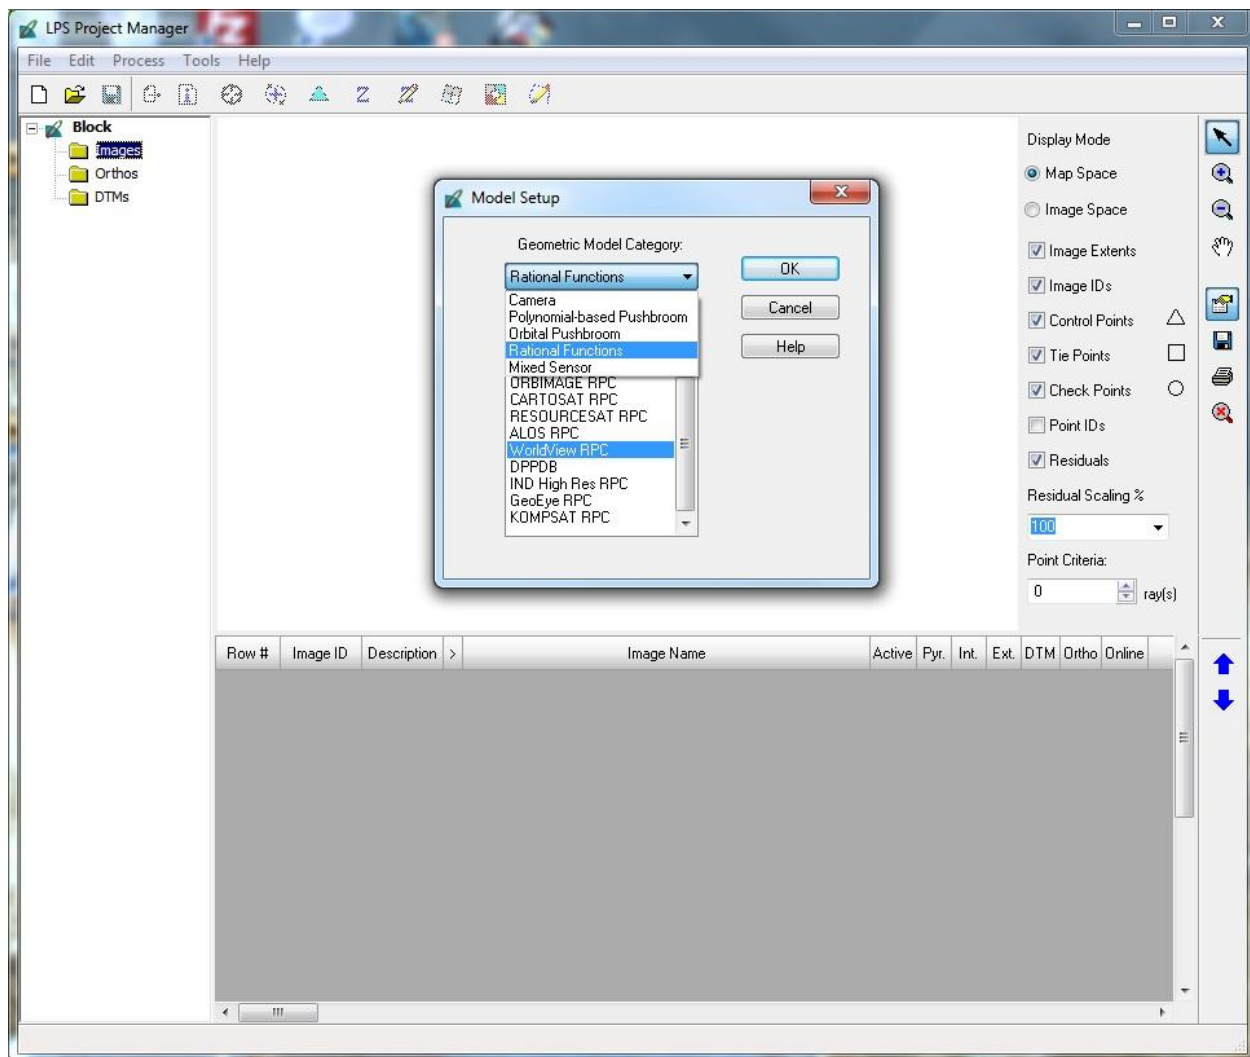 LPS Project Manager
File Edit Process Tools Help
Block
Images
Orthos
DTMs
Model Setup
Geometric Model Category:
Rational Functions
Camera
Polynomial-based Pushbroom
Orbital Pushbroom
Rational Functions
Mixed Sensor
ORBIMAGE RPC
CARTOSAT RPC
RESOURCESAT RPC
ALOS RPC
WorldView RPC
DPPDB
IND High Res RPC
GeoEye RPC
KOMPSAT RPC
OK
Cancel
Help
Display Mode
Map Space
Image Space
Image Extents
Image IDs
Control Points
Tie Points
Check Points
Point IDs
Residuals
Residual Scaling %
100
Point Criteria:
0 ray(s)
Row # Image ID Description > Image Name Active Pyr. Int. Ext. DTM Ortho Online